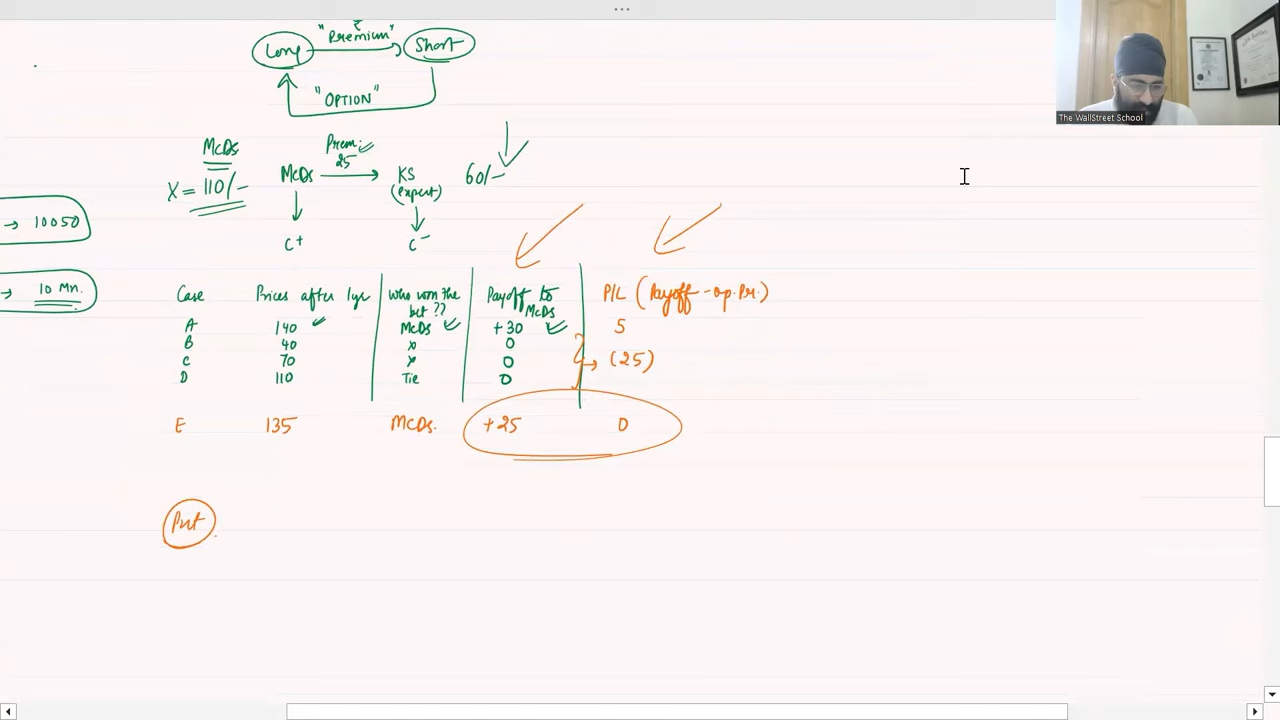 ₹
"Premium"
Long
Short
"OPTION"
McDs
X = 110/-
McDs
Prem:
25
KS
(Expert)
60/-
C+
C-
→ 10050
→ 10 Mn.
Case Prices after 1yr Who won the bet ?? Payoff to McDs P/L (Payoff - op. Pr.)
A 140 McDs +30 5
B 40 x 0
C 70 x 0 → (25)
D 110 Tie 0
E 135 McDs. +25 0
Put
The WallStreet School